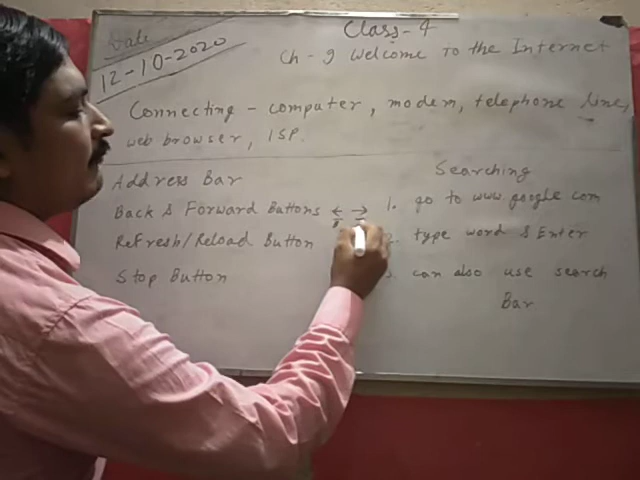 Date
12-10-2020
Class-4
Ch-9 Welcome To the Internet
Connecting - computer, modem, telephone line,
web browser, ISP.
Address Bar
Back & Forward Buttons ← →
Refresh/Reload Button
Stop Button
Searching
1. go to www.google com
2. type word & Enter
3. can also use search
Bar